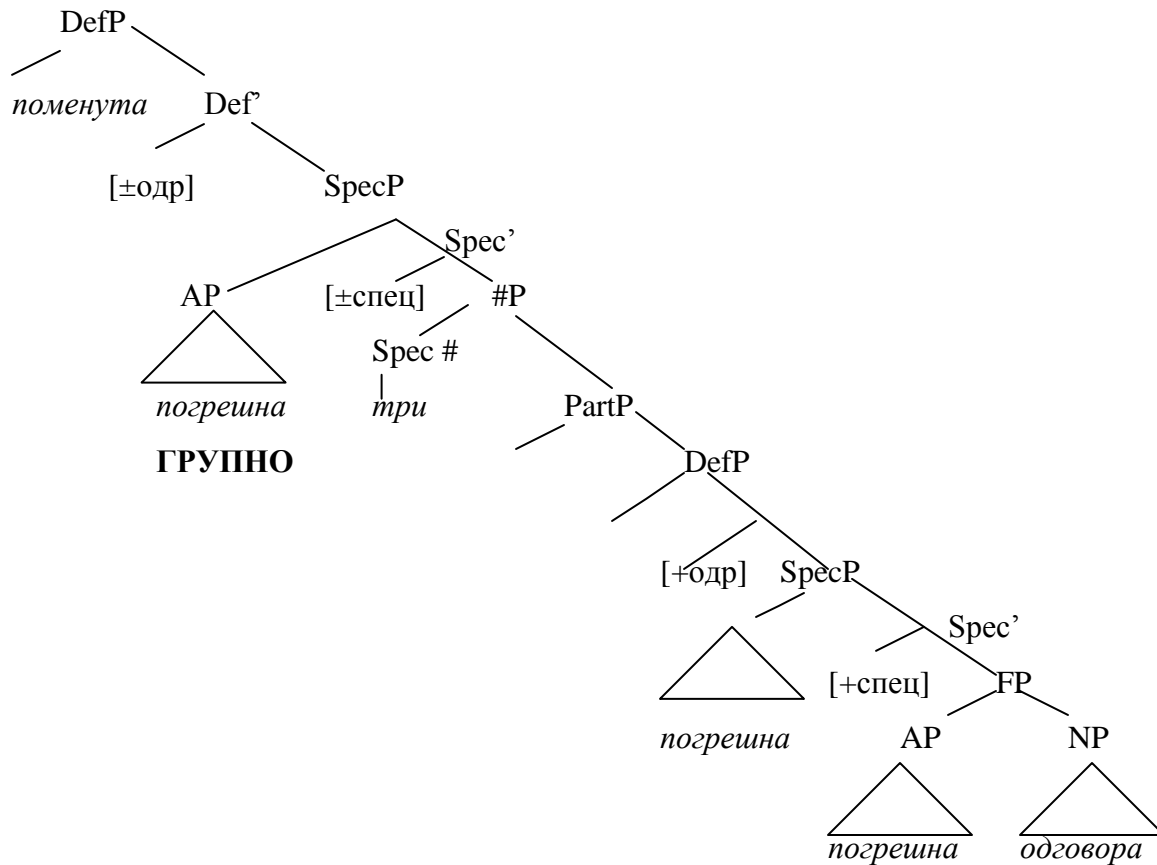 DefP
поменута Def’
[±одр] SpecP
Spec’
AP [±спец] #P
Spec #
погрешна три PartP
ГРУПНО DefP
[+одр] SpecP
Spec’
[+спец] FP
погрешна AP NP
погрешна одговора